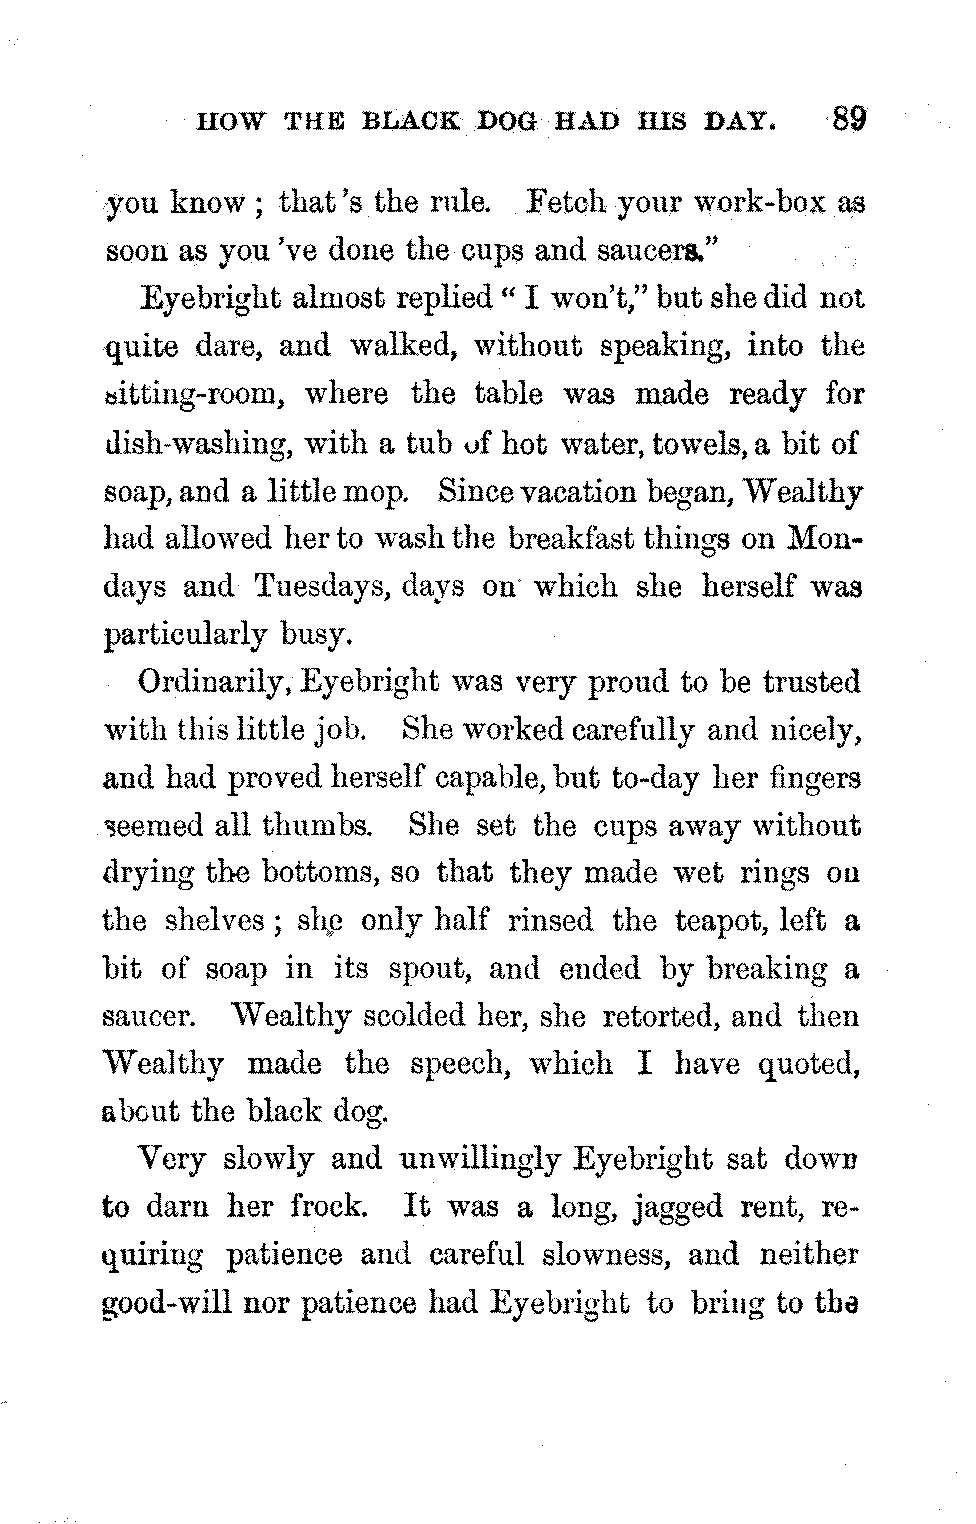 HOW THE BLACK DOG HAD HIS DAY. 89
you know; that's the rule. Fetch your work-box as
soon as you 've done the cups and saucers."
Eyebright almost replied "I won't," but she did not
quite dare, and walked, without speaking, into the
sitting-room, where the table was made ready for
dish-washing, with a tub of hot water, towels, a bit of
soap, and a little mop. Since vacation began, Wealthy
had allowed her to wash the breakfast things on Mon-
days and Tuesdays, days on which she herself was
particularly busy.
Ordinarily, Eyebright was very proud to be trusted
with this little job. She worked carefully and nicely,
and had proved herself capable, but to-day her fingers
seemed all thumbs. She set the cups away without
drying the bottoms, so that they made wet rings on
the shelves; she only half rinsed the teapot, left a
bit of soap in its spout, and ended by breaking a
saucer. Wealthy scolded her, she retorted, and then
Wealthy made the speech, which I have quoted,
about the black dog.
Very slowly and unwillingly Eyebright sat down
to darn her frock. It was a long, jagged rent, re-
quiring patience and careful slowness, and neither
good-will nor patience had Eyebright to bring to the